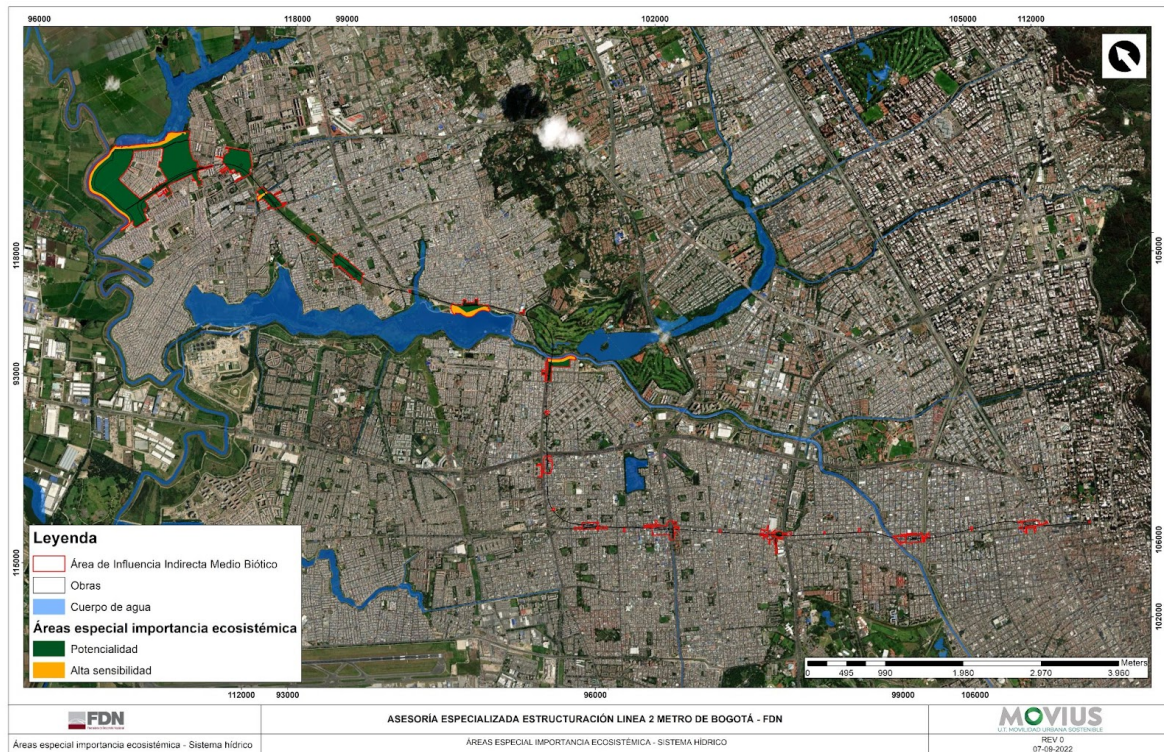 96000 118000 99000 102000 105000 112000
118000 105000
93000
115000 106000
102000
Leyenda
Área de Influencia Indirecta Medio Biótico
Obras
Cuerpo de agua
Áreas especial importancia ecosistémica
Potencialidad
Alta sensibilidad
Meters
0 495 990 1.980 2.970 3.960
112000 93000 96000 99000 106000
FDN
ASESORÍA ESPECIALIZADA ESTRUCTURACIÓN LINEA 2 METRO DE BOGOTÁ - FDN
MOVIUS
U.T. MOVILIDAD URBANA SOSTENIBLE
Áreas especial importancia ecosistémica - Sistema hídrico
ÁREAS ESPECIAL IMPORTANCIA ECOSISTÉMICA - SISTEMA HÍDRICO
REV 0
07-09-2022